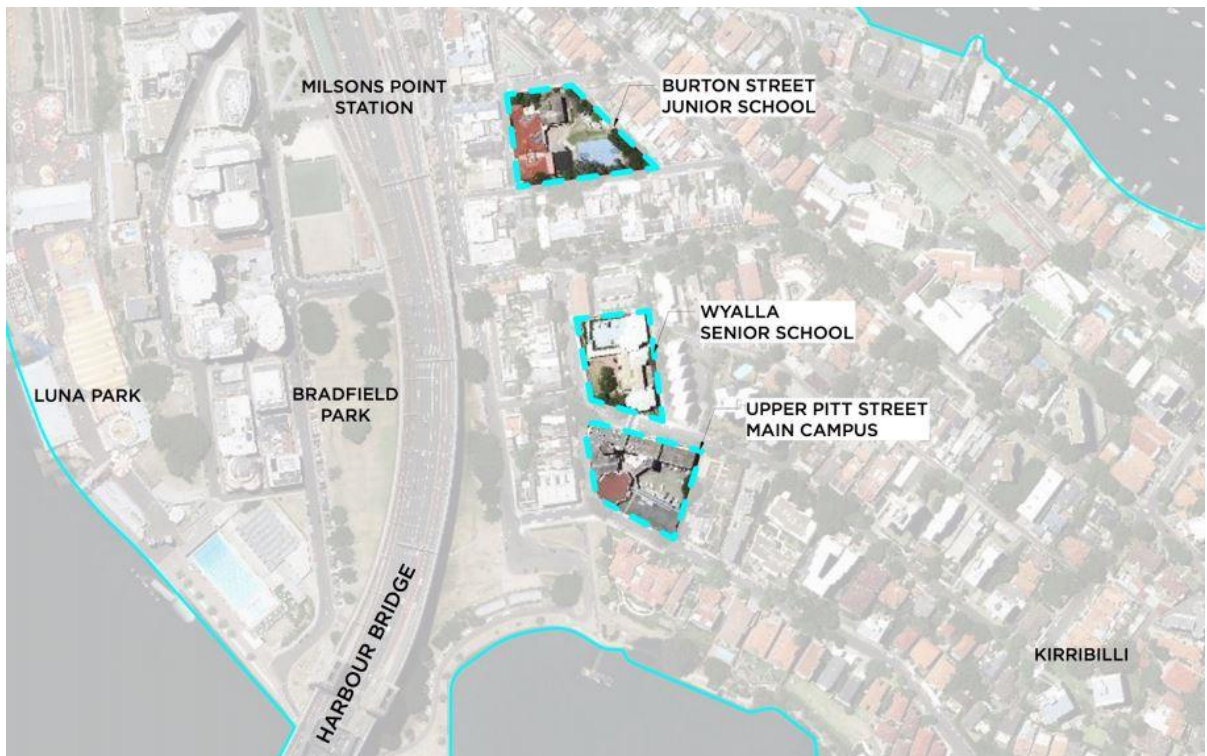 MILSONS POINT
STATION
BURTON STREET
JUNIOR SCHOOL
WYALLA
SENIOR SCHOOL
LUNA PARK
BRADFIELD
PARK
UPPER PITT STREET
MAIN CAMPUS
HARBOUR BRIDGE
KIRRIBILLI